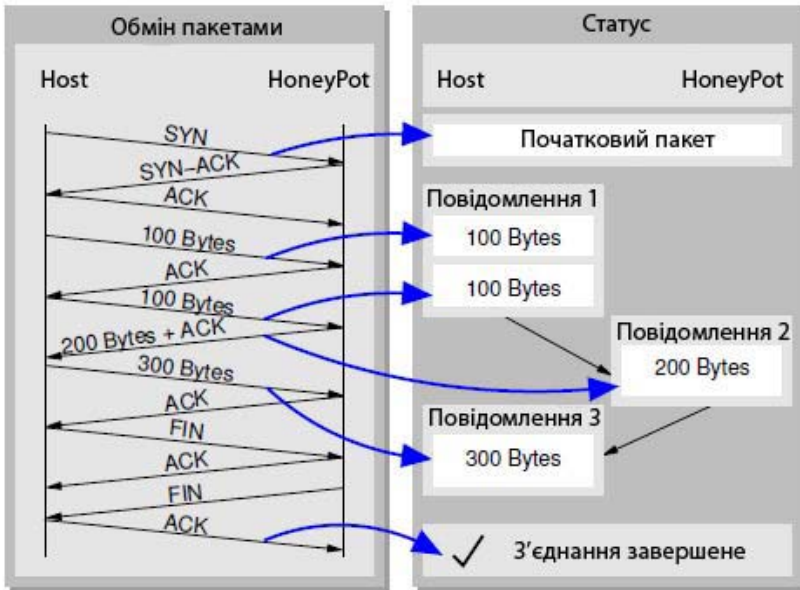 Обмін пакетами
Host HoneyPot
SYN
SYN-ACK
ACK
100 Bytes
ACK
100 Bytes
200 Bytes + ACK
300 Bytes
ACK
FIN
ACK
FIN
ACK
Статус
Host HoneyPot
Початковий пакет
Повідомлення 1
100 Bytes
100 Bytes
Повідомлення 2
200 Bytes
Повідомлення 3
300 Bytes
З’єднання завершене